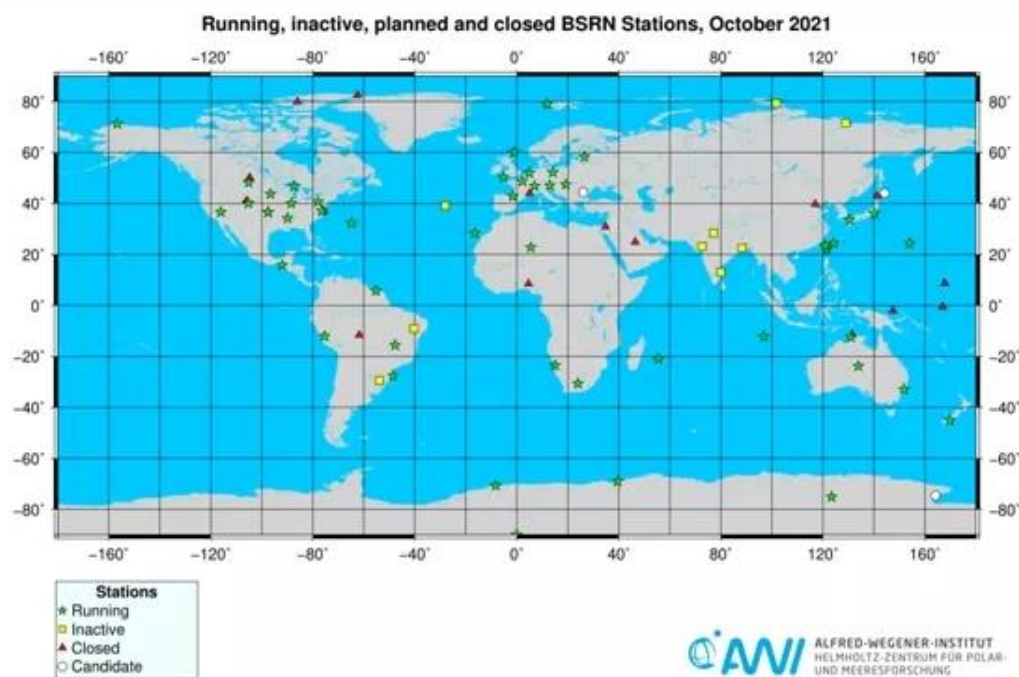 Running, inactive, planned and closed BSRN Stations, October 2021
−160˚ −120˚ −80˚ −40˚ 0˚ 40˚ 80˚ 120˚ 160˚
80˚ 80˚
60˚ 60˚
40˚ 40˚
20˚ 20˚
0˚ 0˚
−20˚ −20˚
−40˚ −40˚
−60˚ −60˚
−80˚ −80˚
−160˚ −120˚ −80˚ −40˚ 0˚ 40˚ 80˚ 120˚ 160˚
Stations
Running
Inactive
Closed
Candidate
AWI
ALFRED-WEGENER-INSTITUT
HELMHOLTZ-ZENTRUM FÜR POLAR-
UND MEERESFORSCHUNG